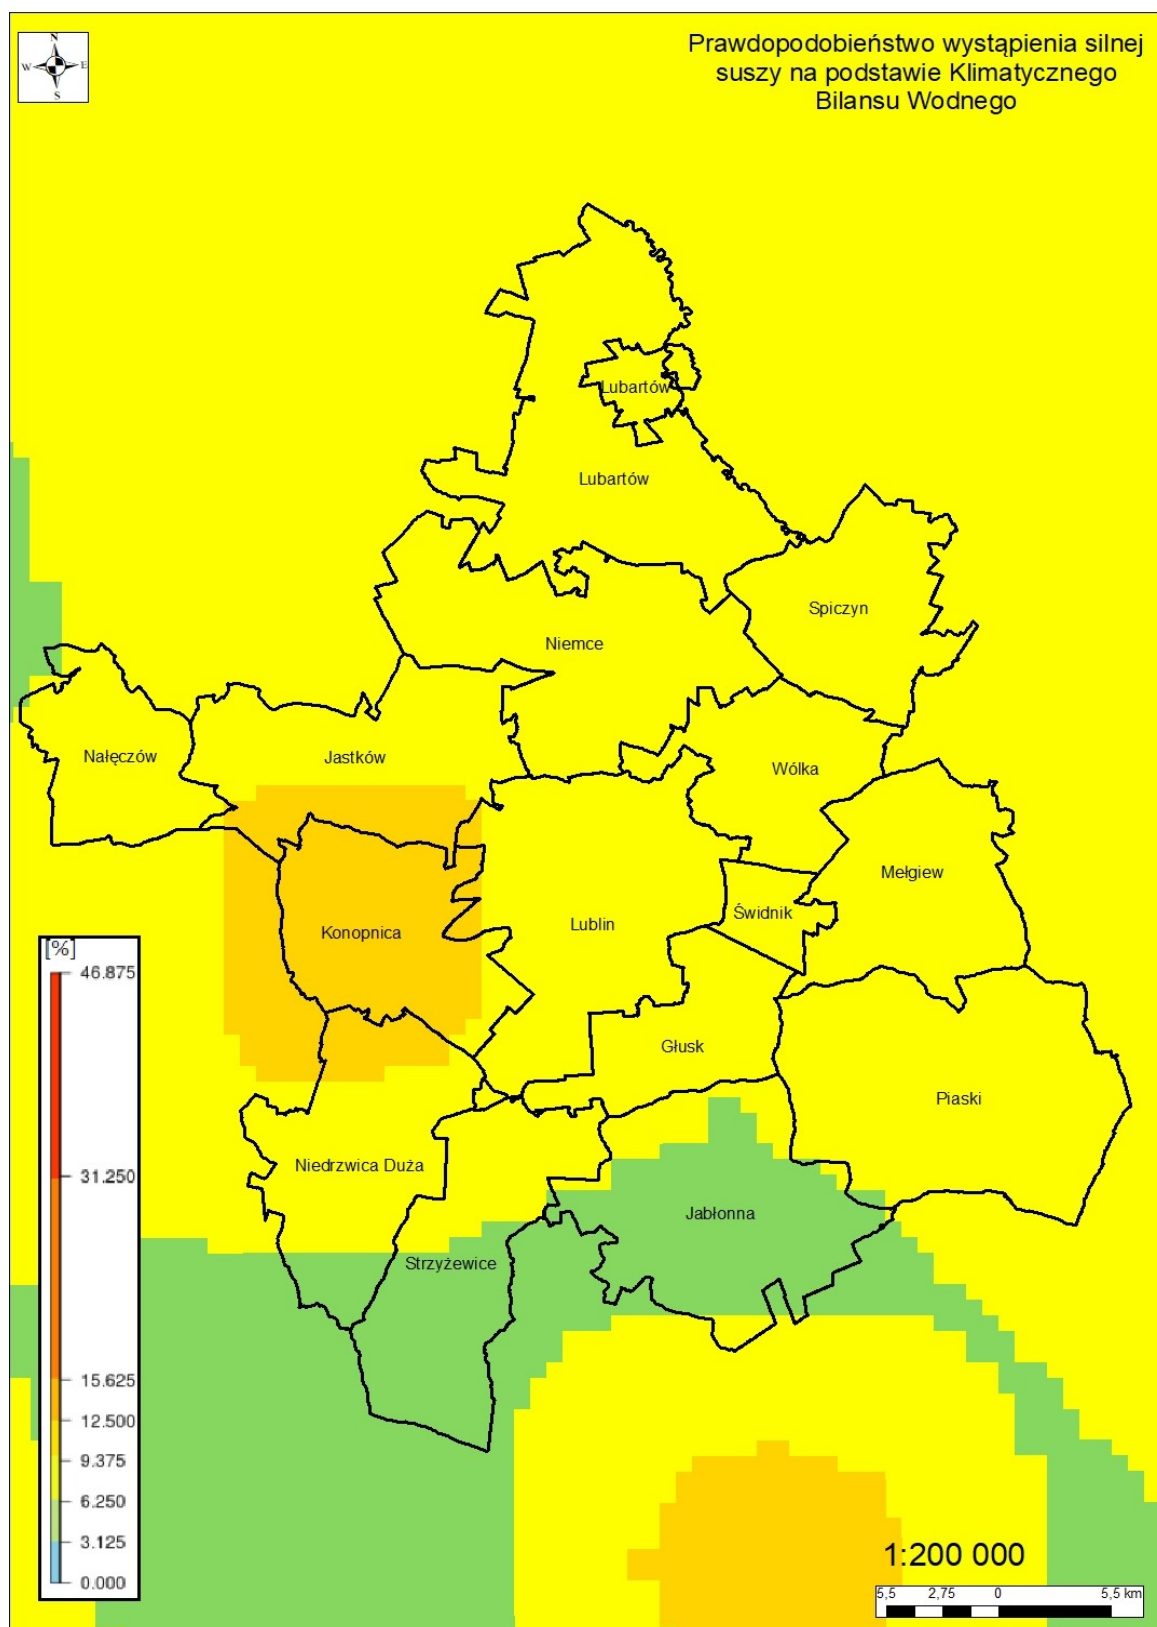 N
W E
S
Prawdopodobieństwo wystąpienia silnej
suszy na podstawie Klimatycznego
Bilansu Wodnego
Lubartów
Lubartów
Spiczyn
Niemce
Nałęczów
Jastków
Wólka
Mełgiew
Świdnik
Lublin
Konopnica
Głusk
Piaski
Niedrzwica Duża
Jabłonna
Strzyżewice
[%]
46.875
31.250
15.625
12.500
9.375
6.250
3.125
0.000
1:200 000
5,5 2,75 0 5,5 km